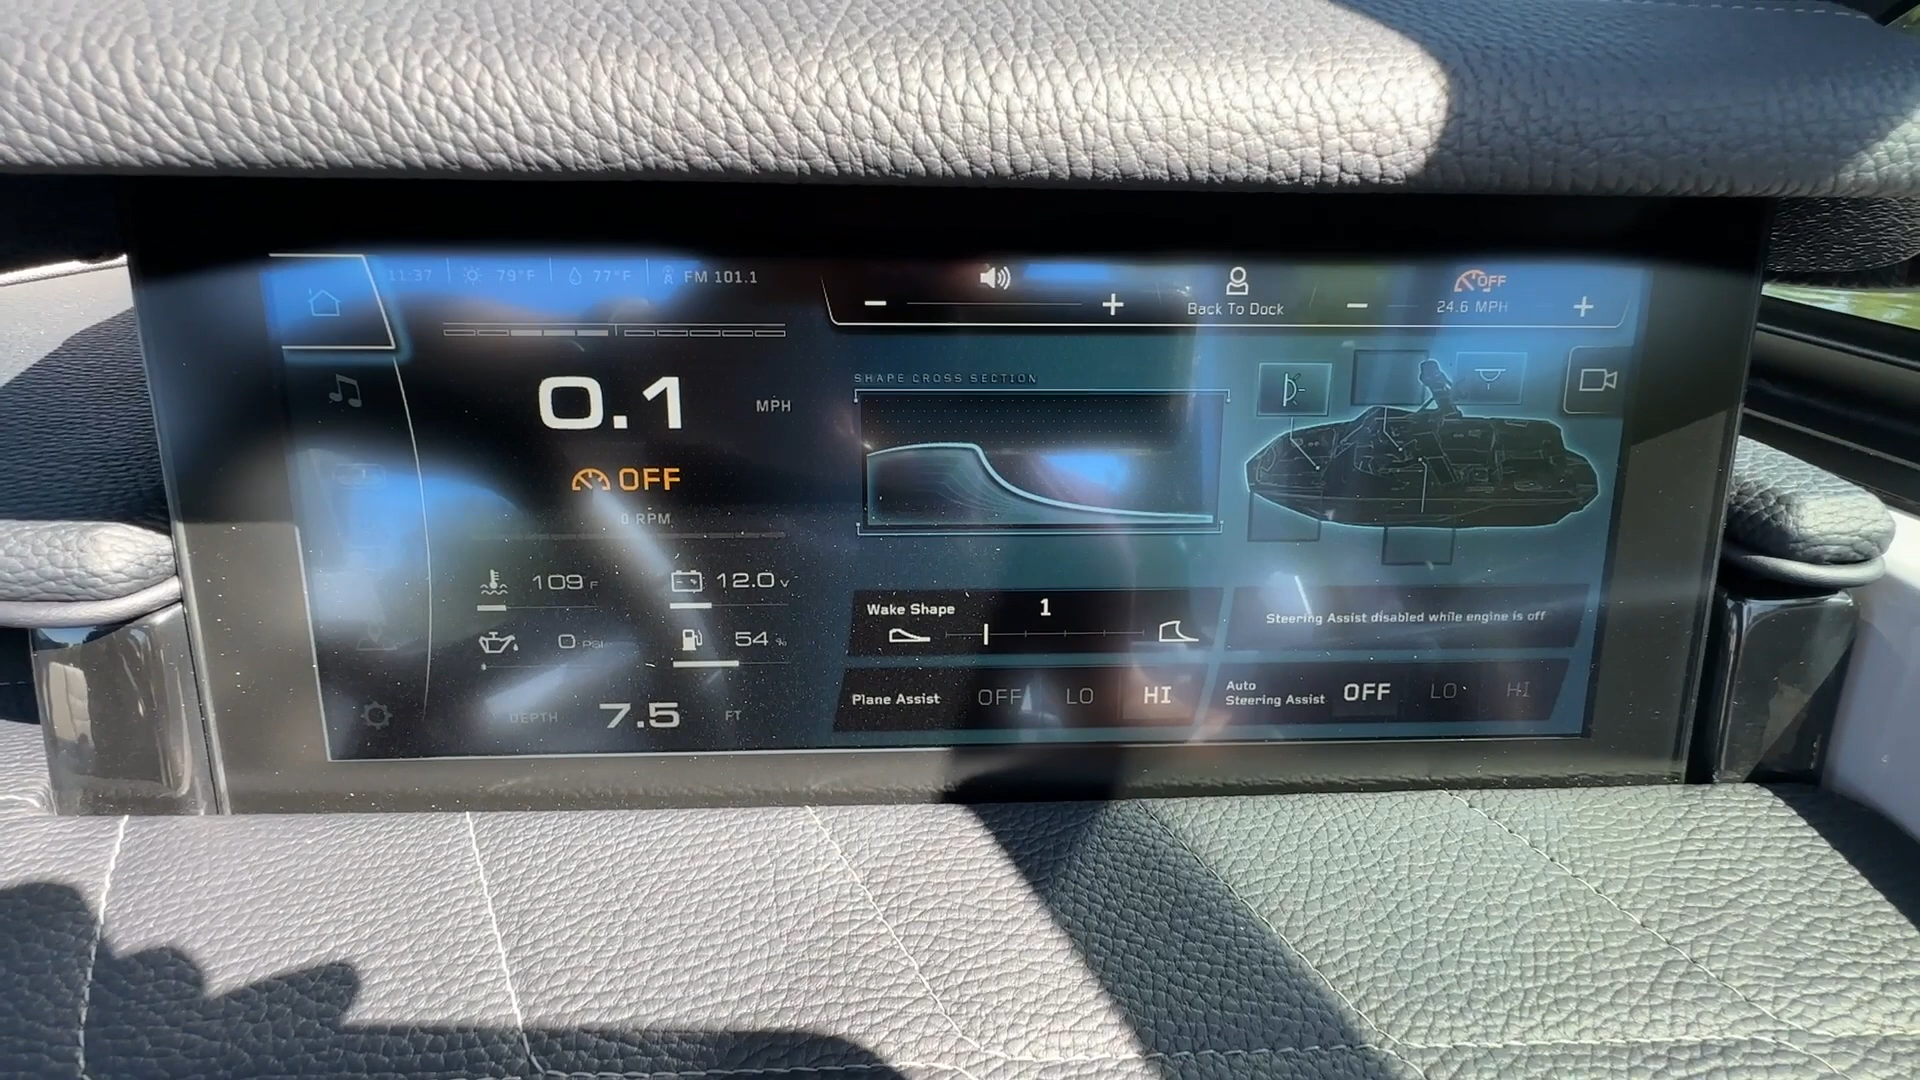 11:37 79°F 77°F FM 101.1
Back To Dock
OFF
24.6 MPH
0.1 MPH
OFF
0 RPM
109 F 12.0 V
0 PSI 54 %
DEPTH 7.5 FT
SHAPE CROSS SECTION
Wake Shape 1
Steering Assist disabled while engine is off
Plane Assist OFF LO HI
Auto
Steering Assist OFF LO HI